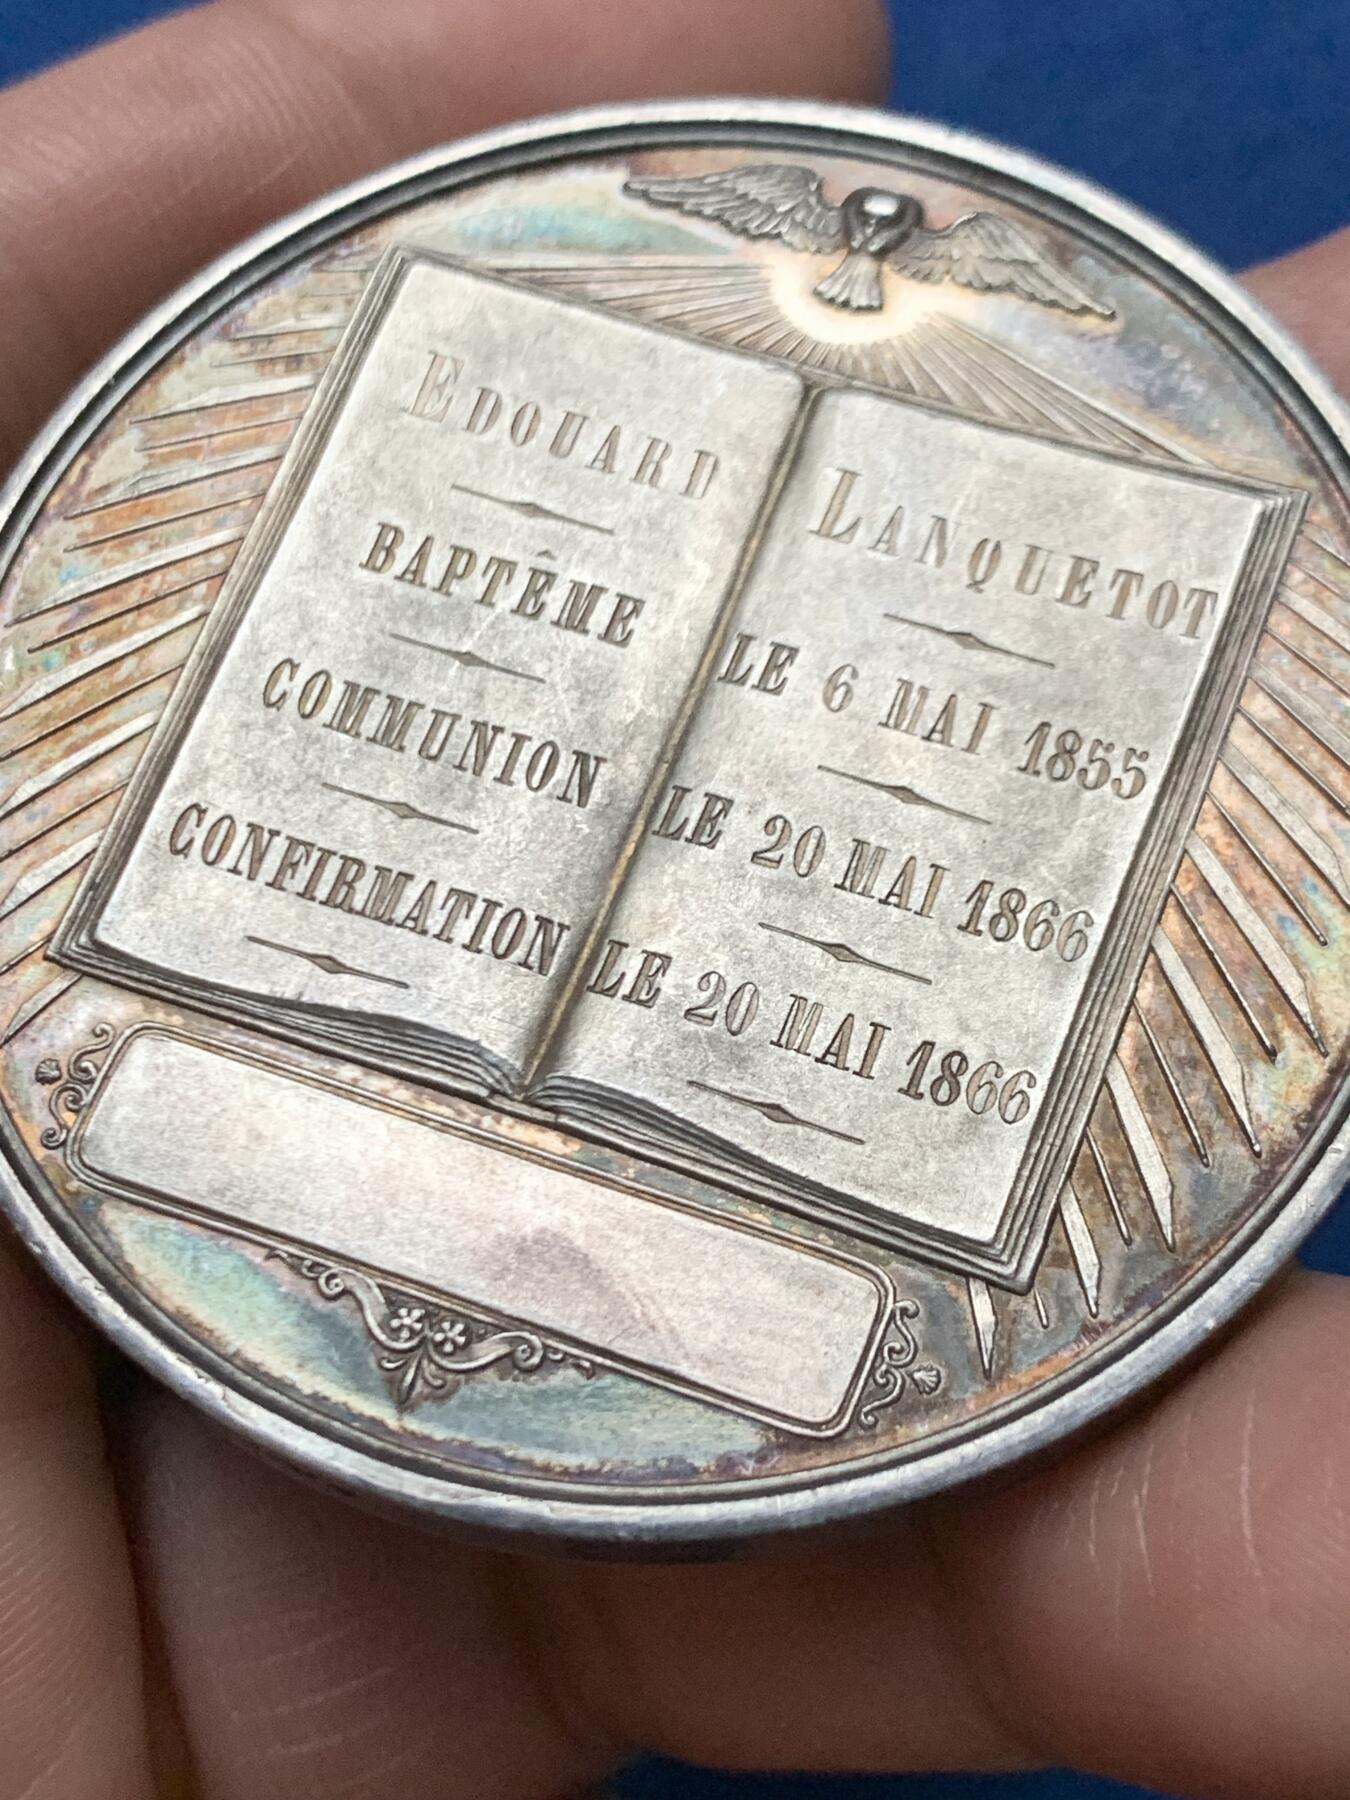 EDOUARD LANQUETOT
BAPTÊME LE 6 MAI 1855
COMMUNION LE 20 MAI 1866
CONFIRMATION LE 20 MAI 1866